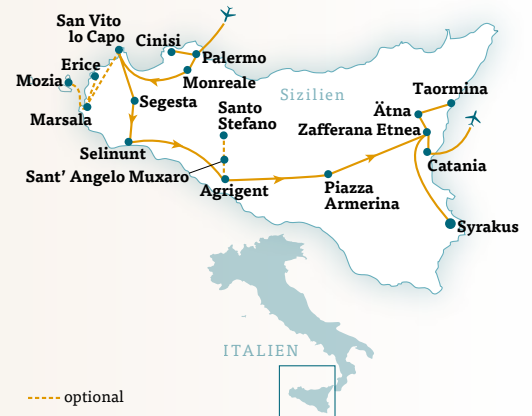 San Vito
lo Capo
Cinisi
Palermo
Erice
Monreale
Mozia
Segesta
Marsala
Santo
Stefano
Sizilien
Taormina
Ätna
Zafferana Etnea
Selinunt
Catania
Sant' Angelo Muxaro
Agrigent
Piazza
Armerina
Syrakus
ITALIEN
optional